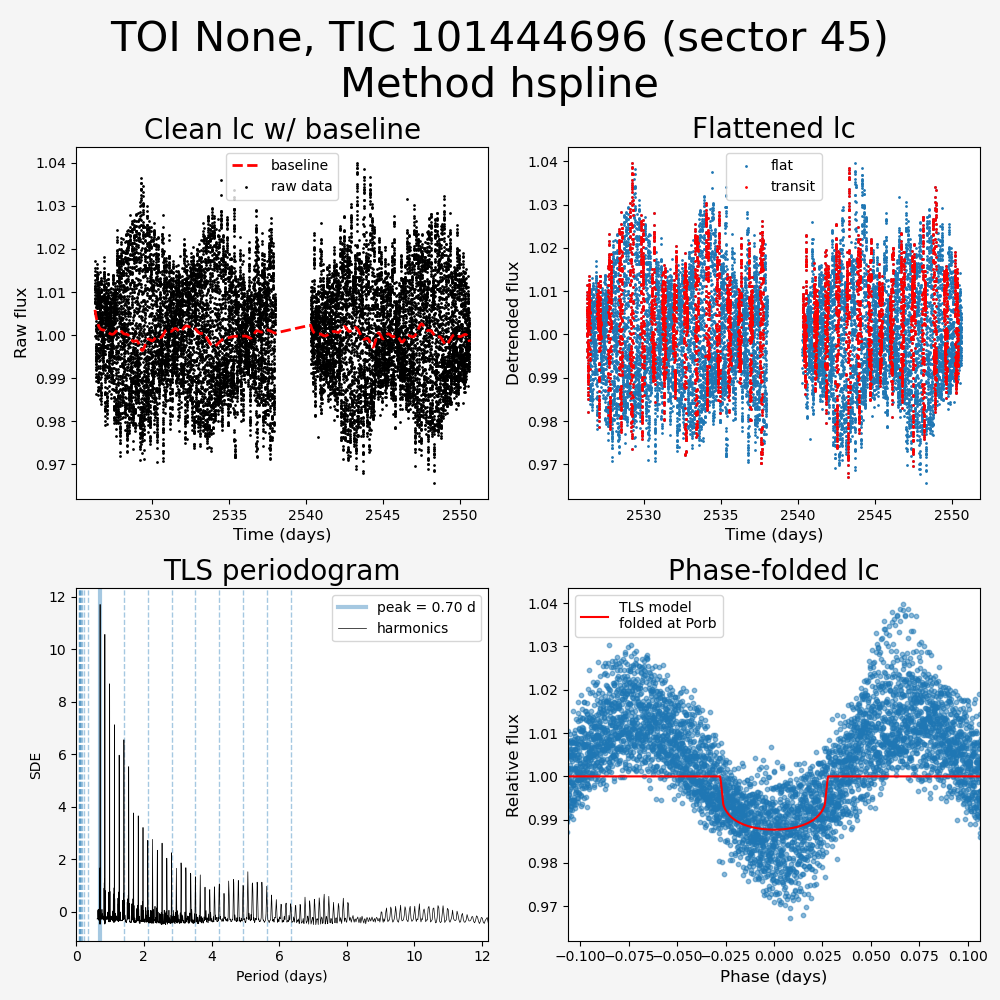 TOI None, TIC 101444696 (sector 45)
Method hspline
Clean lc w/ baseline
Flattened lc
1.04
1.03
1.02
1.01
1.00
0.99
0.98
0.97
Raw flux
baseline
raw data
2530
2535
2540
2545
2550
Time (days)
1.04
1.03
1.02
1.01
1.00
0.99
0.98
0.97
Detrended flux
flat
transit
2530
2535
2540
2545
2550
Time (days)
TLS periodogram
Phase-folded lc
12
10
8
6
4
2
0
SDE
peak = 0.70 d
harmonics
0
2
4
6
8
10
12
Period (days)
1.04
1.03
1.02
1.01
1.00
0.99
0.98
0.97
Relative flux
TLS model
folded at Porb
−0.100
−0.075
−0.050
−0.025
0.000
0.025
0.050
0.075
0.100
Phase (days)